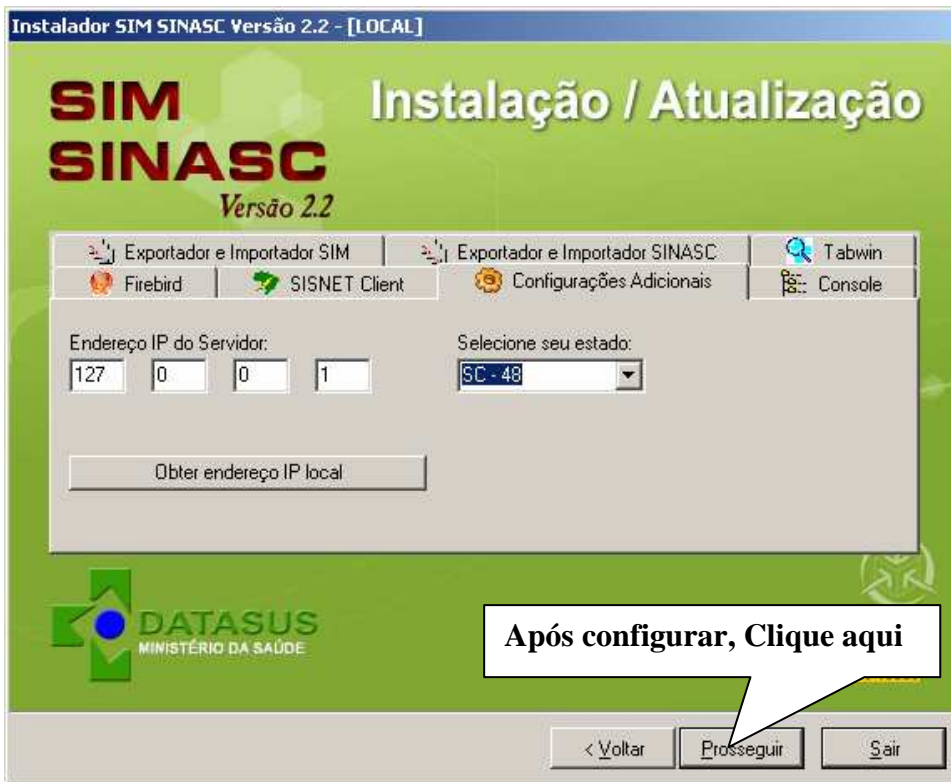 Instalador SIM SINASC Versão 2.2 - [LOCAL]
SIM
SINASC
Versão 2.2
Instalação / Atualização
Exportador e Importador SIM
Exportador e Importador SINASC
Tabwin
Firebird
SISNET Client
Configurações Adicionais
Console
Endereço IP do Servidor:
Selecione seu estado:
127 0 0 1
SC - 48
Obter endereço IP local
DATASUS
MINISTÉRIO DA SAÚDE
Após configurar, Clique aqui
< Voltar
Prosseguir
Sair